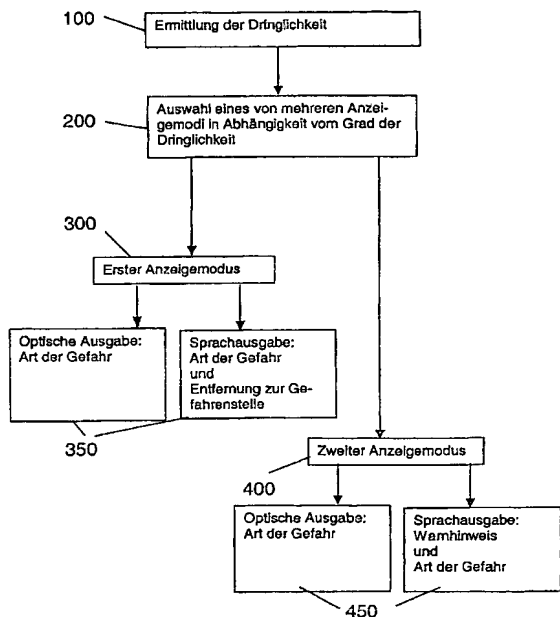 100
Ermittlung der Dringlichkeit
200
Auswahl eines von mehreren Anzei-
gemodi in Abhängigkeit vom Grad der
Dringlichkeit
300
Erster Anzeigemodus
Optische Ausgabe:
Art der Gefahr
Sprachausgabe:
Art der Gefahr
und
Entfernung zur Ge-
fahrenstelle
350
Zweiter Anzeigemodus
400
Optische Ausgabe:
Art der Gefahr
Sprachausgabe:
Warnhinweis
und
Art der Gefahr
450